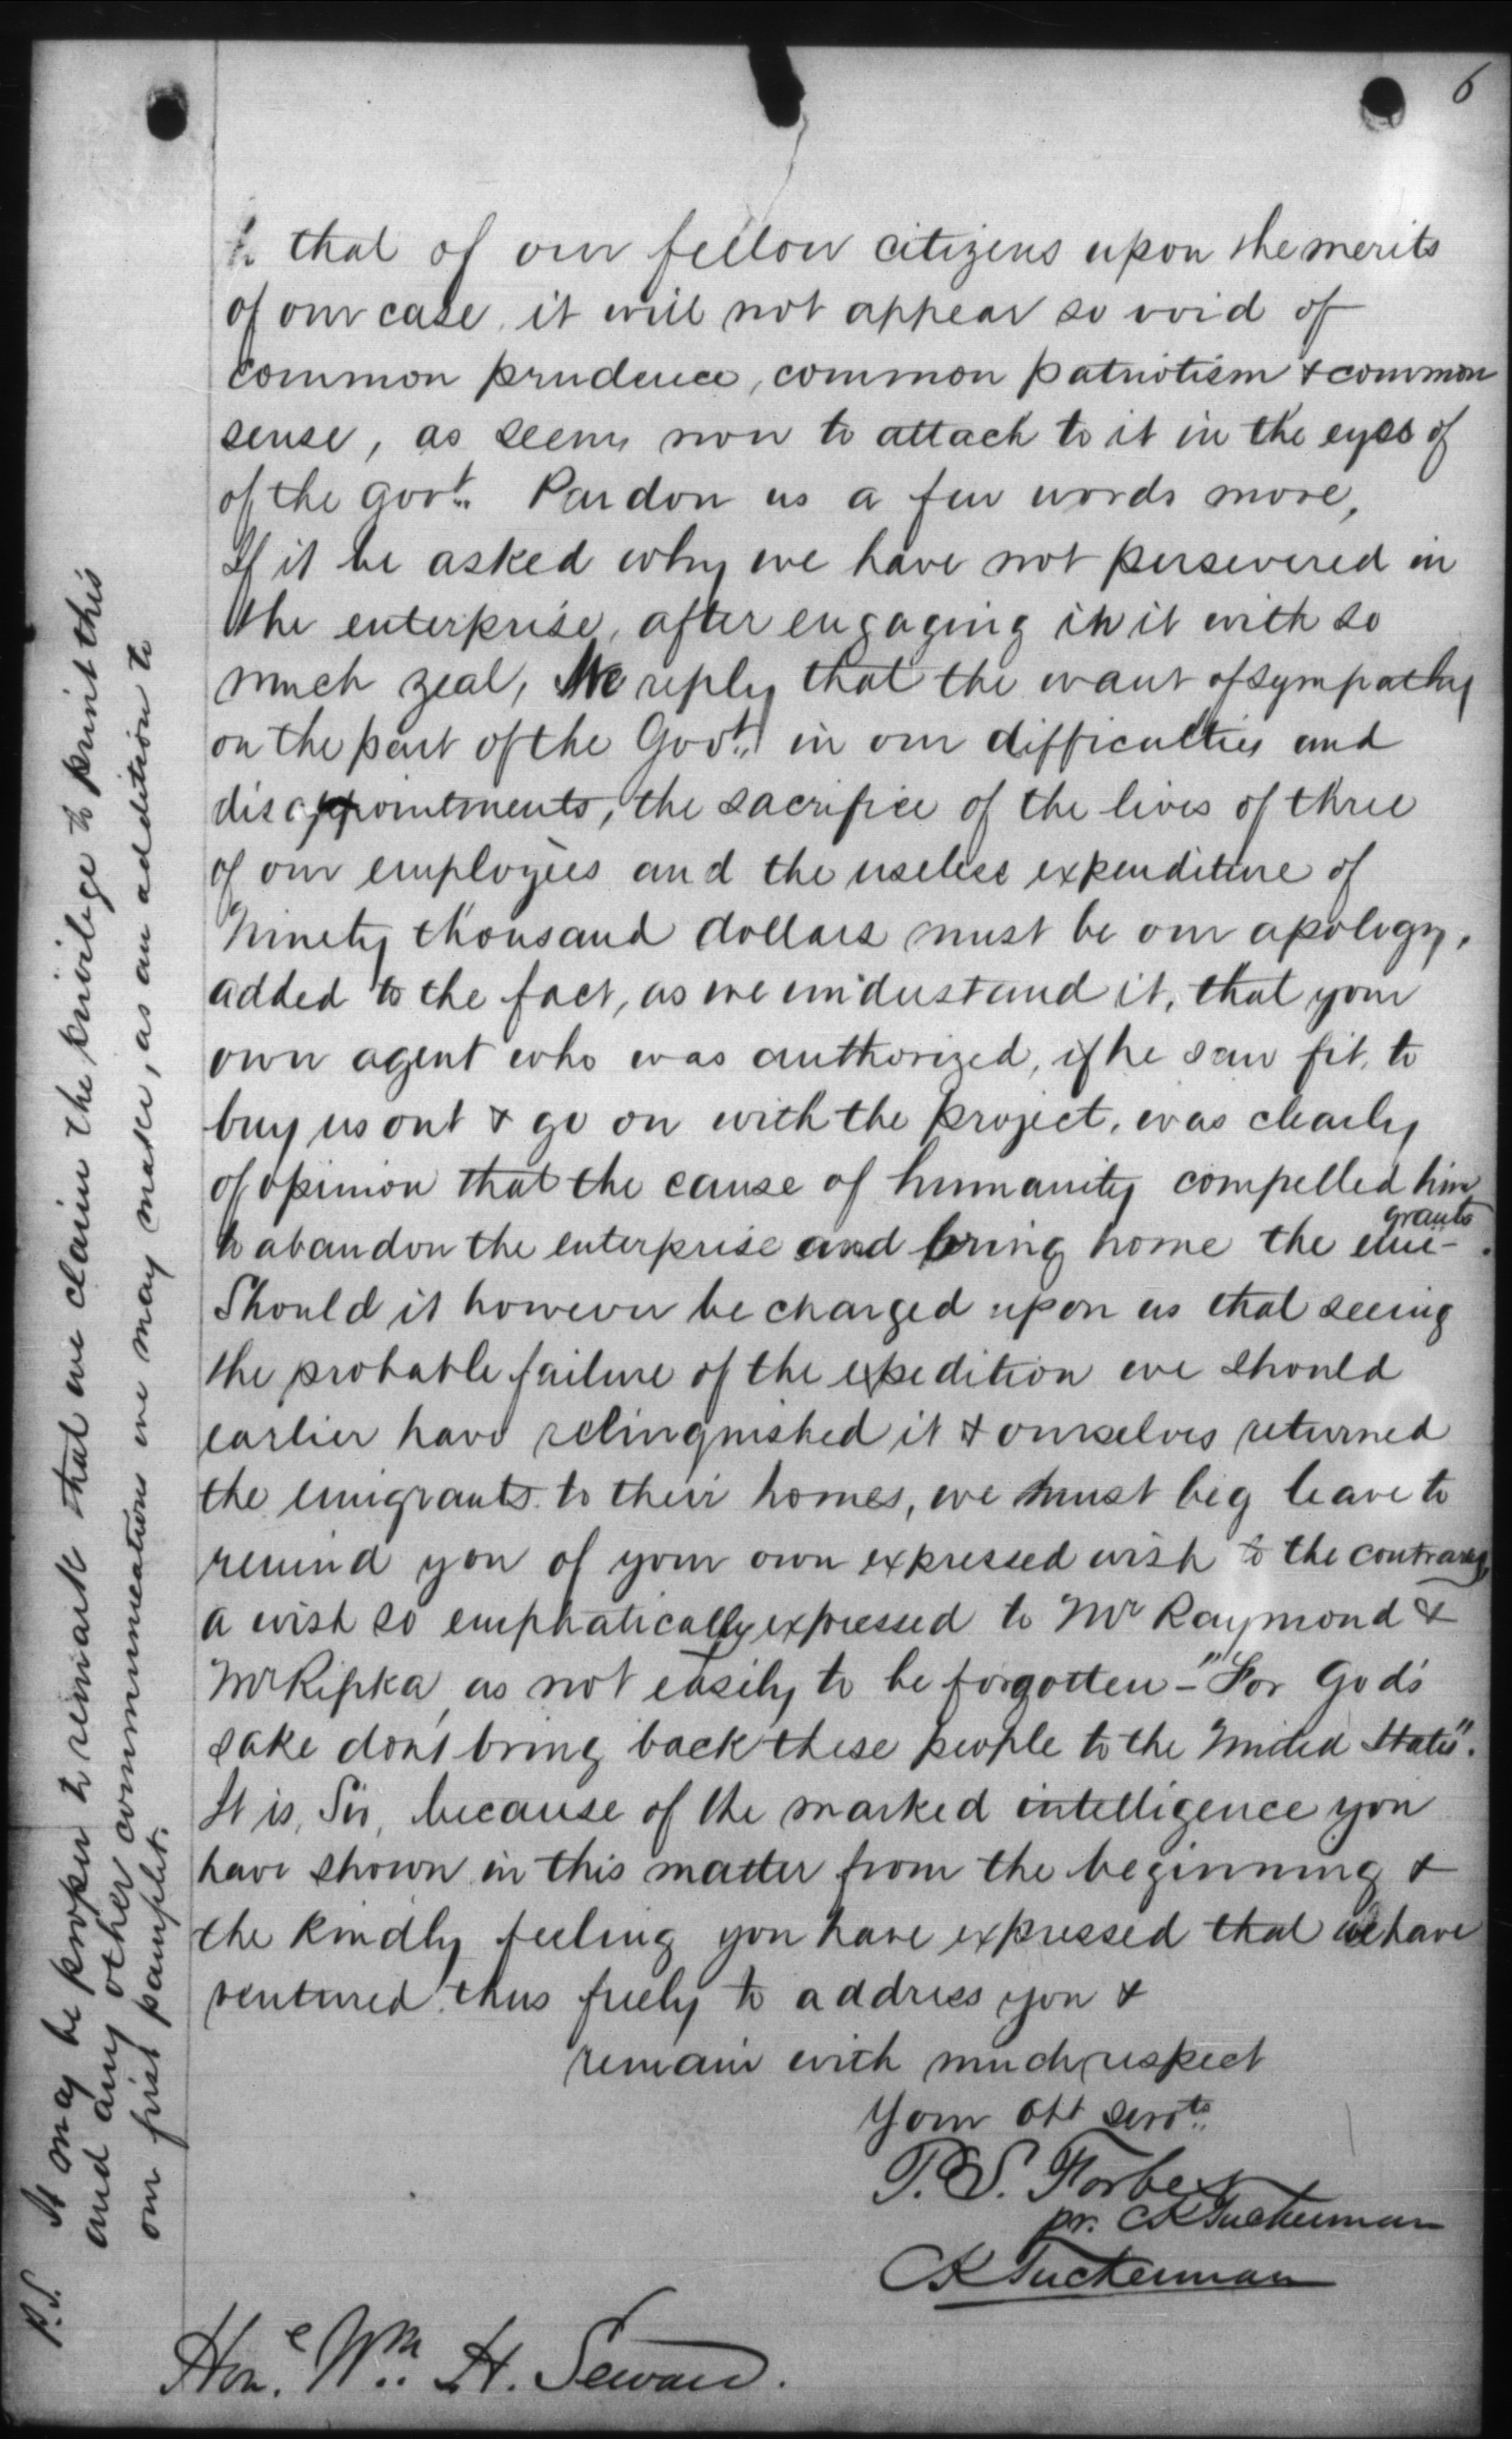 6
to that of our fellow citizens upon the merits
of our case, it will not appear so void of
common prudence, common patriotism & common
sense, as seems now to attach to it in the eyes of
of the govt. Pardon us a few words more,
If it be asked why we have not persevered in
the enterprise, after engaging in it with so
much zeal, We reply that the want of sympathy
on the part of the Govt. in our difficulties and
disappointments, the sacrifice of the lives of three
of our employees and the useless expenditure of
Ninety thousand dollars must be our apology,
added to the fact, as we understand it, that your
own agent who was authorized, if he saw fit, to
buy us out & go on with the project, was clearly
of opinion that the cause of humanity compelled him
to abandon the enterprise and bring home the emi-grants.
Should it however be charged upon us that seeing
the probable failure of the expedition we should
earlier have relinquished it & ourselves returned
the emigrants to their homes, we must beg leave to
remind you of your own expressed wish to the contrary,
a wish so emphatically expressed to Mr Raymond &
Mr Ripka, as not easily to be forgotten - "For God's
sake don't bring back these people to the United States".
It is, Sir, because of the marked intelligence you
have shown in this matter from the beginning &
the kindly feeling you have expressed that we have
ventured thus freely to address you &
remain with much respect
Your Obt servts.
P. S. Forbes
pr. CK Tuckerman
CK Tuckerman
Hone. Wm. H. Seward.
P.S. It may be proper to remark that we claim the privilege to print this
and any other communications we may make, as an addition to
our first pamplet.